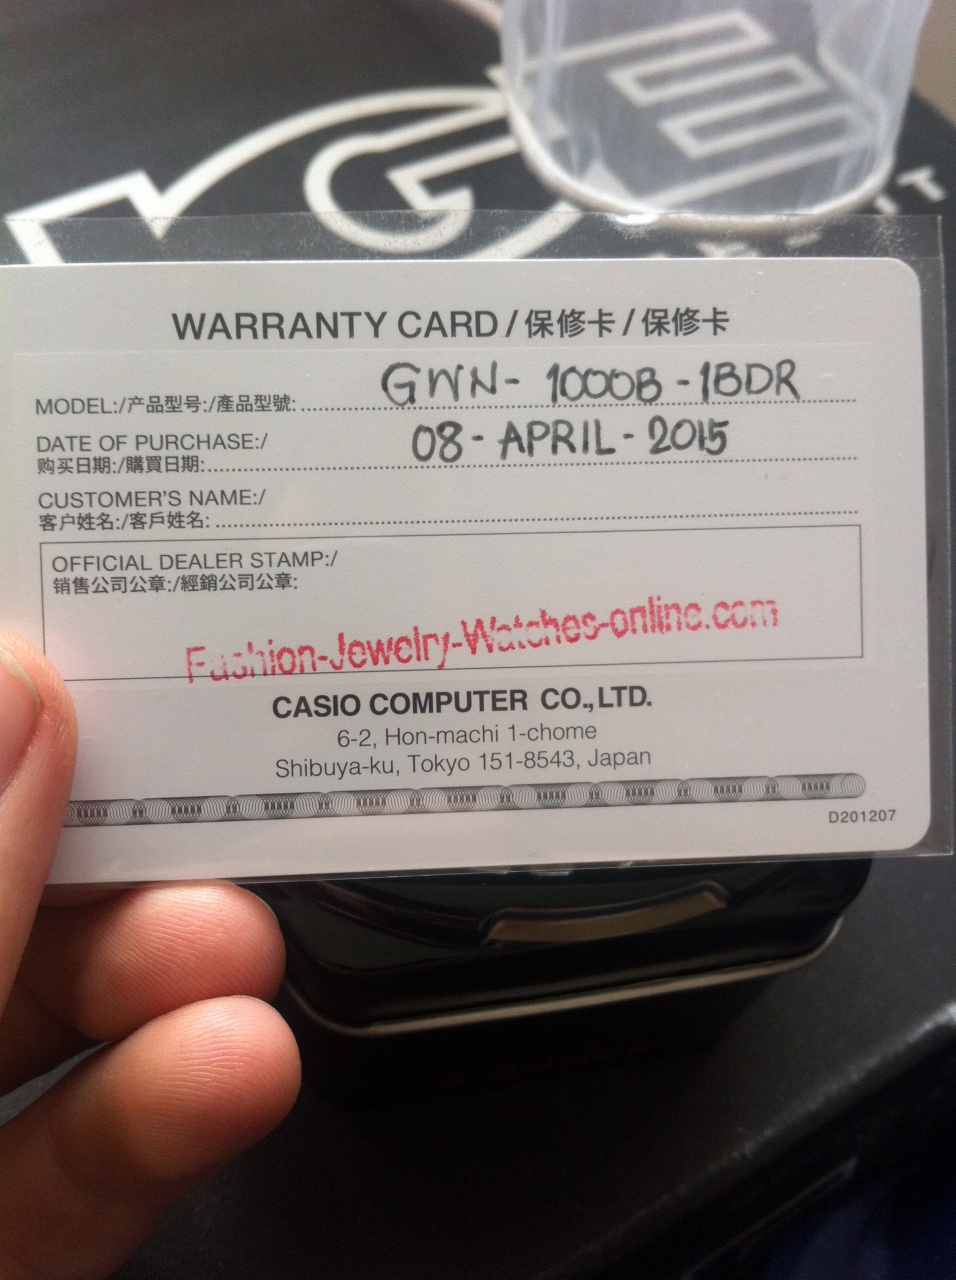 WARRANTY CARD / 保修卡 / 保修卡
MODEL:/产品型号:/產品型號: GWN- 1000B -1BDR
DATE OF PURCHASE:/
购买日期:/購買日期: 08 - APRIL - 2015
CUSTOMER'S NAME:/
客户姓名:/客戶姓名:
OFFICIAL DEALER STAMP:/
销售公司公章:/經銷公司公章:
Fashion-Jewelry-Watches-online.com
CASIO COMPUTER CO., LTD.
6-2, Hon-machi 1-chome
Shibuya-ku, Tokyo 151-8543, Japan
D201207